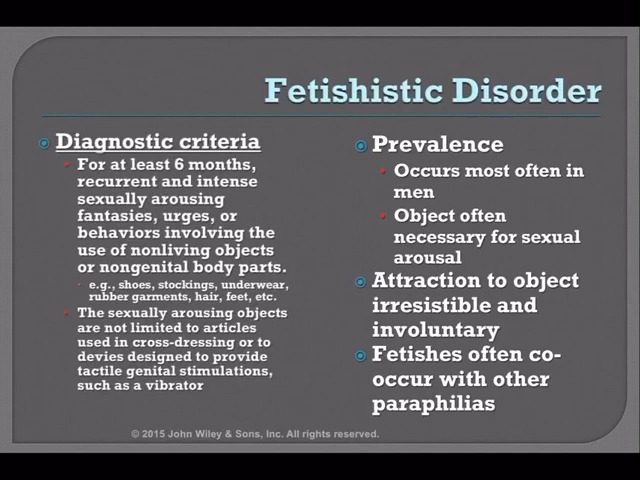 Fetishistic Disorder
Diagnostic criteria
For at least 6 months,
recurrent and intense
sexually arousing
fantasies, urges, or
behaviors involving the
use of nonliving objects
or nongenital body parts.
e.g., shoes, stockings, underwear,
rubber garments, hair, feet, etc.
The sexually arousing objects
are not limited to articles
used in cross-dressing or to
devies designed to provide
tactile genital stimulations,
such as a vibrator
Prevalence
Occurs most often in
men
Object often
necessary for sexual
arousal
Attraction to object
irresistible and
involuntary
Fetishes often co-
occur with other
paraphilias
© 2015 John Wiley & Sons, Inc. All rights reserved.